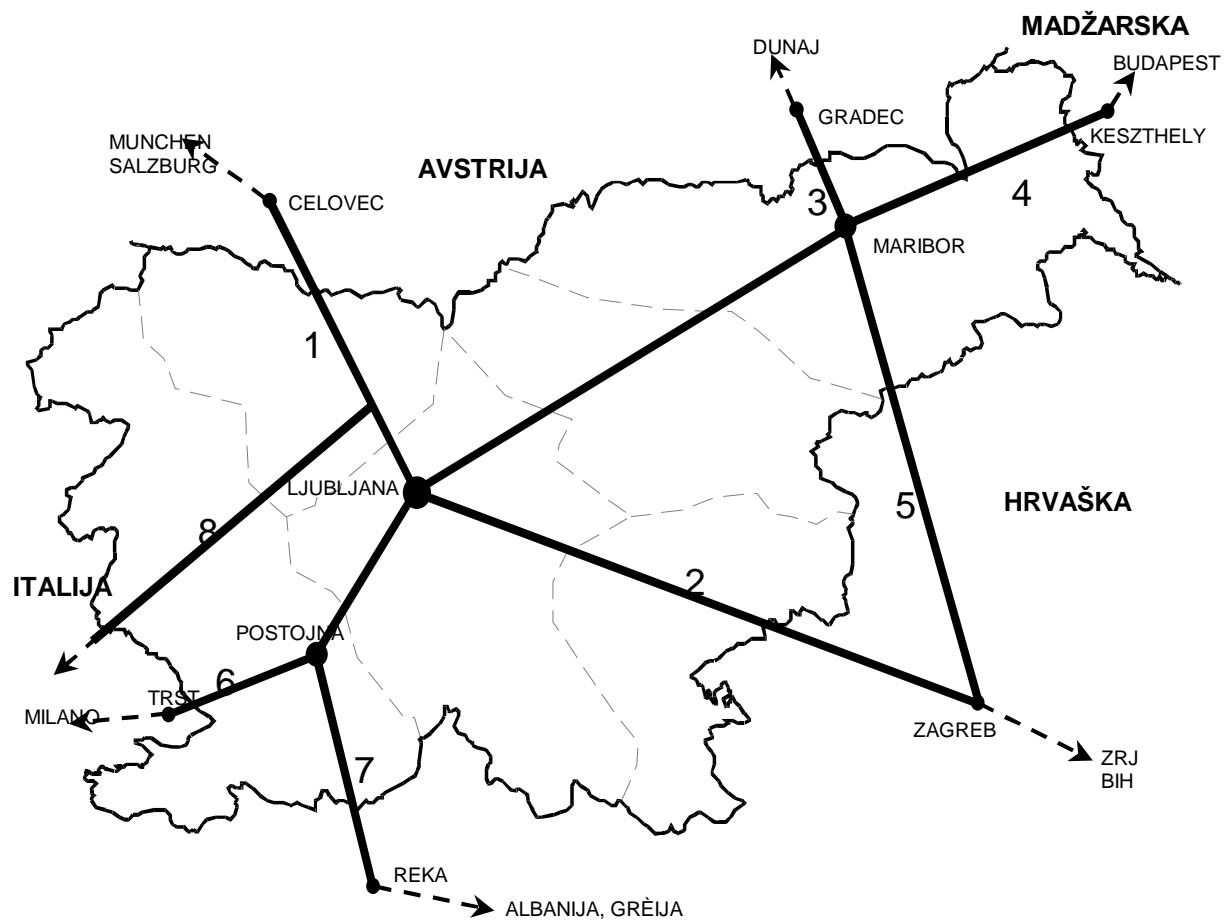 MADŽARSKA
DUNAJ
BUDAPEST
GRADEC
KESZTHELY
MUNCHEN
SALZBURG
AVSTRIJA
CELOVEC
3
4
MARIBOR
1
LJUBLJANA
5
HRVAŠKA
8
ITALIJA
2
POSTOJNA
6
TRST
MILANO
ZAGREB
7
ZRJ
BIH
REKA
ALBANIJA, GRÈIJA